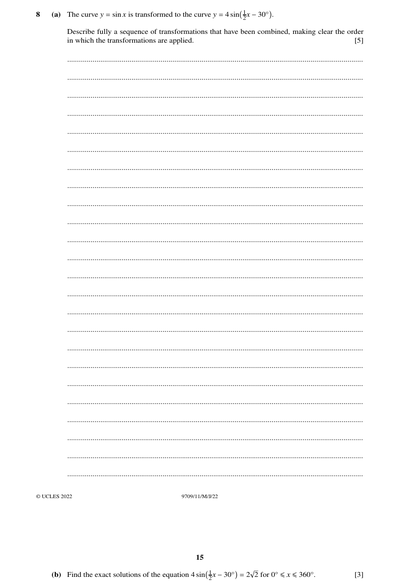 8 (a) The curve y = sin x is transformed to the curve y = 4 sin(½x − 30°).
Describe fully a sequence of transformations that have been combined, making clear the order
in which the transformations are applied. [5]
© UCLES 2022 9709/11/M/J/22
15
(b) Find the exact solutions of the equation 4 sin(½x − 30°) = 2√2 for 0° ⩽ x ⩽ 360°. [3]